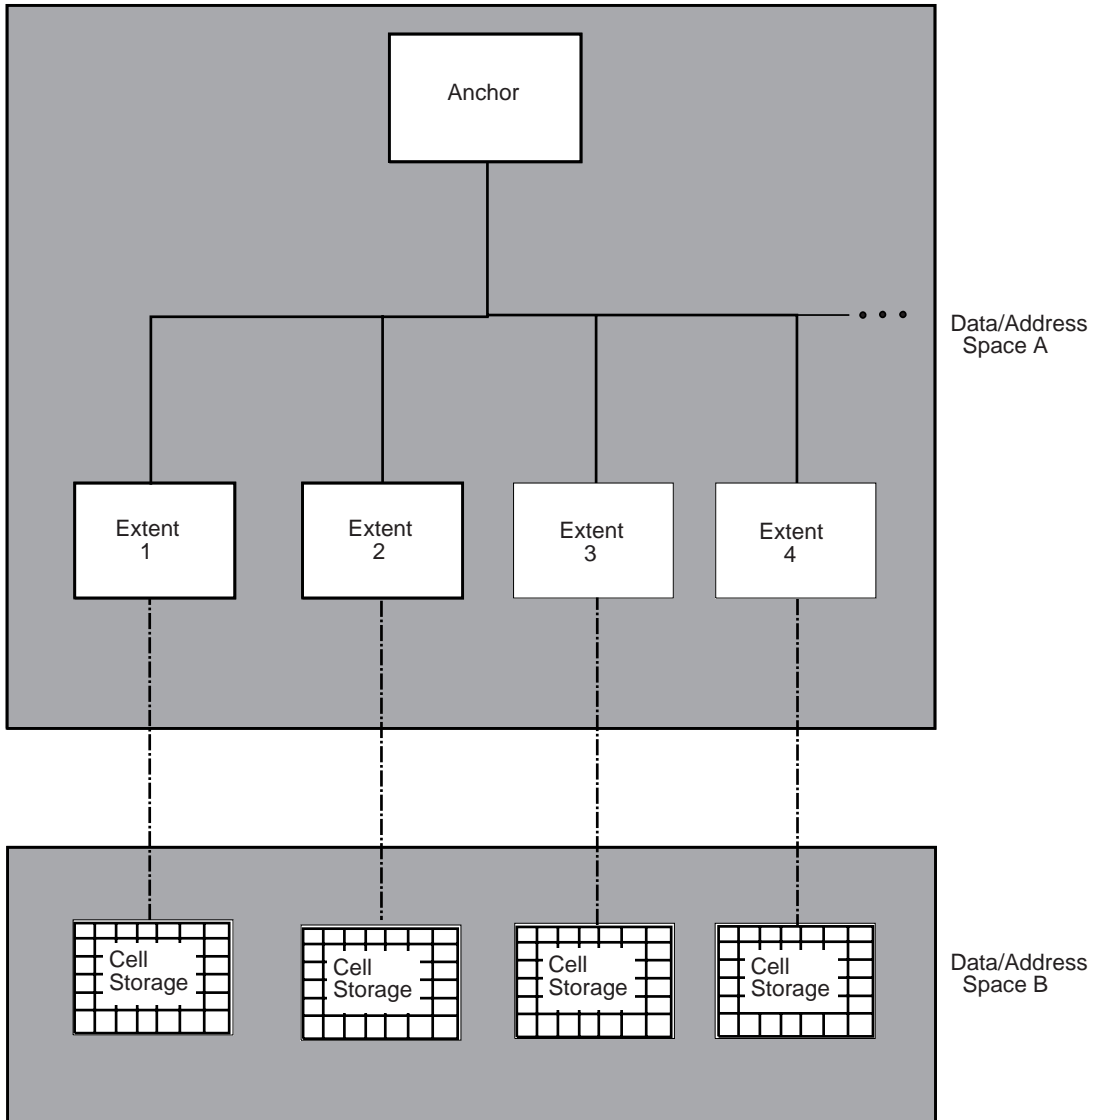 Anchor
Data/Address
Space A
Extent
1
Extent
2
Extent
3
Extent
4
Cell
Storage
Cell
Storage
Cell
Storage
Cell
Storage
Data/Address
Space B